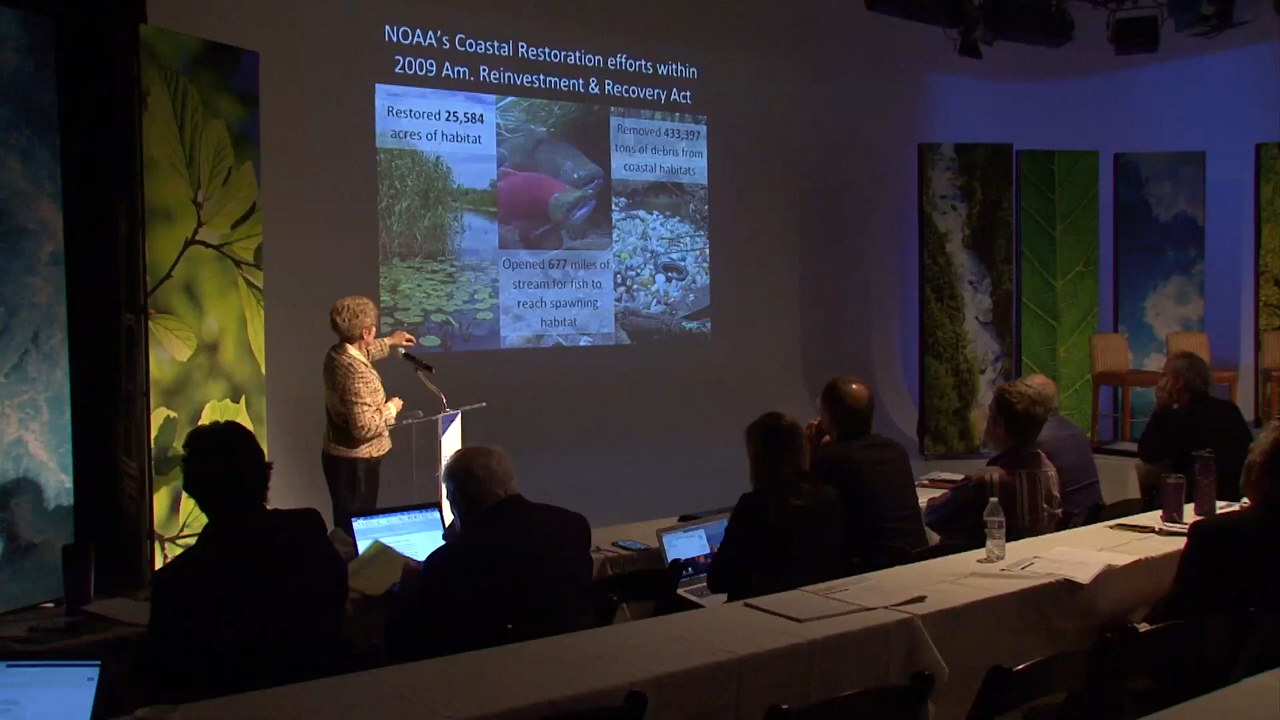 NOAA's Coastal Restoration efforts within
2009 Am. Reinvestment & Recovery Act
Restored 25,584
acres of habitat
Opened 677 miles of
stream for fish to
reach spawning
habitat
Removed 433,397
tons of debris from
coastal habitats